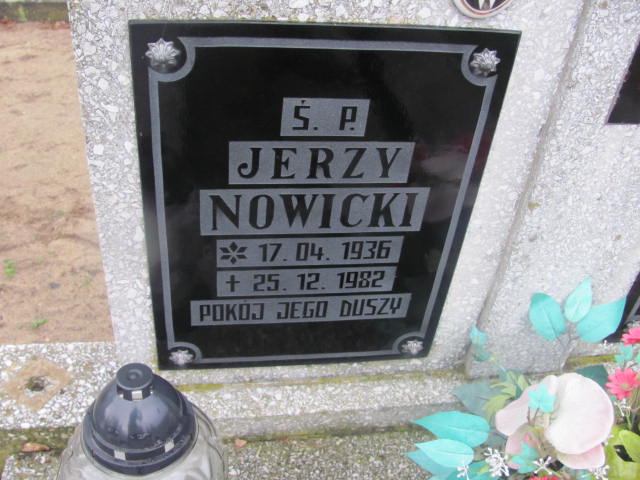 Ś. P.
JERZY
NOWICKI
17. 04. 1936
✝ 25. 12. 1982
POKÓJ JEGO DUSZY